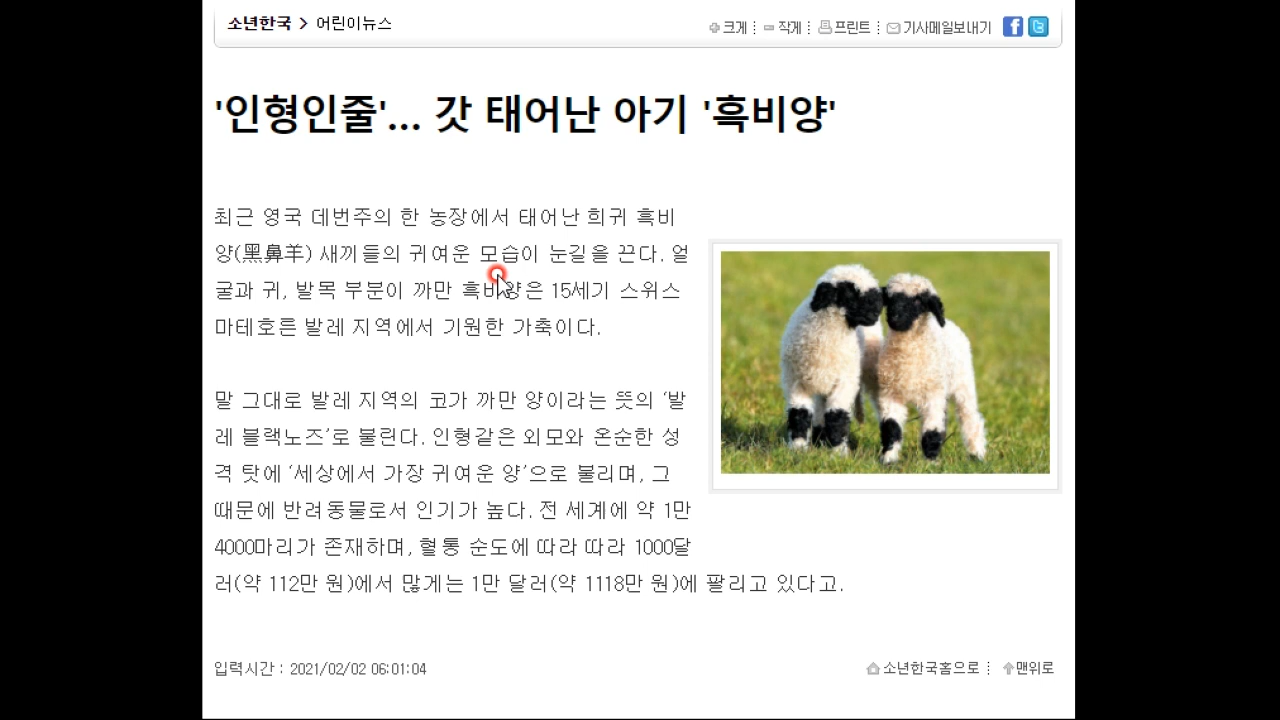 소년한국 > 어린이뉴스
크게 작게 프린트 기사메일보내기
'인형인줄'... 갓 태어난 아기 '흑비양'
최근 영국 데번주의 한 농장에서 태어난 희귀 흑비
양(黑鼻羊) 새끼들의 귀여운 모습이 눈길을 끈다. 얼
굴과 귀, 발목 부분이 까만 흑비양은 15세기 스위스
마테호른 발레 지역에서 기원한 가축이다.
말 그대로 발레 지역의 코가 까만 양이라는 뜻의 ‘발
레 블랙노즈’로 불린다. 인형같은 외모와 온순한 성
격 탓에 ‘세상에서 가장 귀여운 양’으로 불리며, 그
때문에 반려동물로서 인기가 높다. 전 세계에 약 1만
4000마리가 존재하며, 혈통 순도에 따라 따라 1000달
러(약 112만 원)에서 많게는 1만 달러(약 1118만 원)에 팔리고 있다고.
입력시간 : 2021/02/02 06:01:04
소년한국홈으로 맨위로